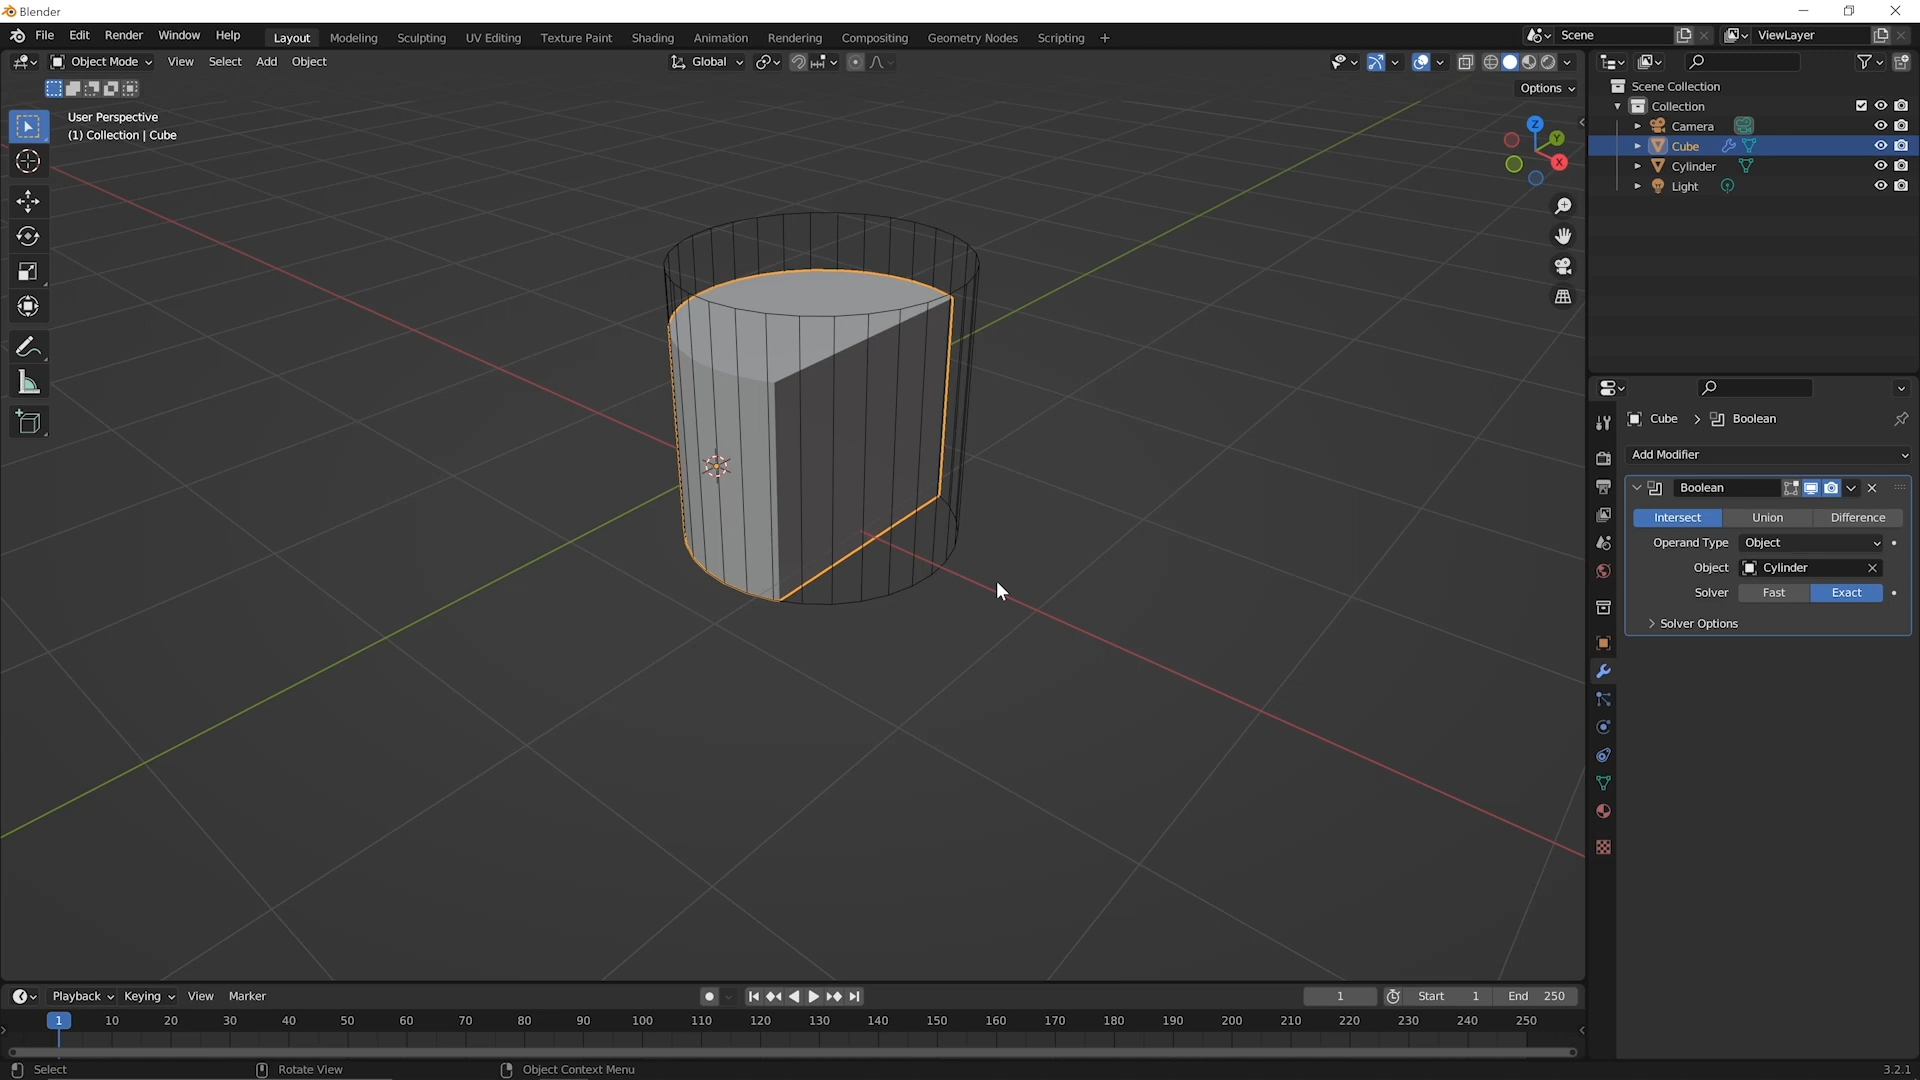 Blender
File Edit Render Window Help Layout Modeling Sculpting UV Editing Texture Paint Shading Animation Rendering Compositing Geometry Nodes Scripting + Scene ViewLayer
Object Mode View Select Add Object Global
Options
User Perspective
(1) Collection | Cube
Z
Y
X
Scene Collection
Collection
Camera
Cube
Cylinder
Light
Cube > Boolean
Add Modifier
Boolean
Intersect Union Difference
Operand Type Object
Object Cylinder
Solver Fast Exact
Solver Options
Playback Keying View Marker 1 Start 1 End 250
1 10 20 30 40 50 60 70 80 90 100 110 120 130 140 150 160 170 180 190 200 210 220 230 240 250
Select Rotate View Object Context Menu 3.2.1